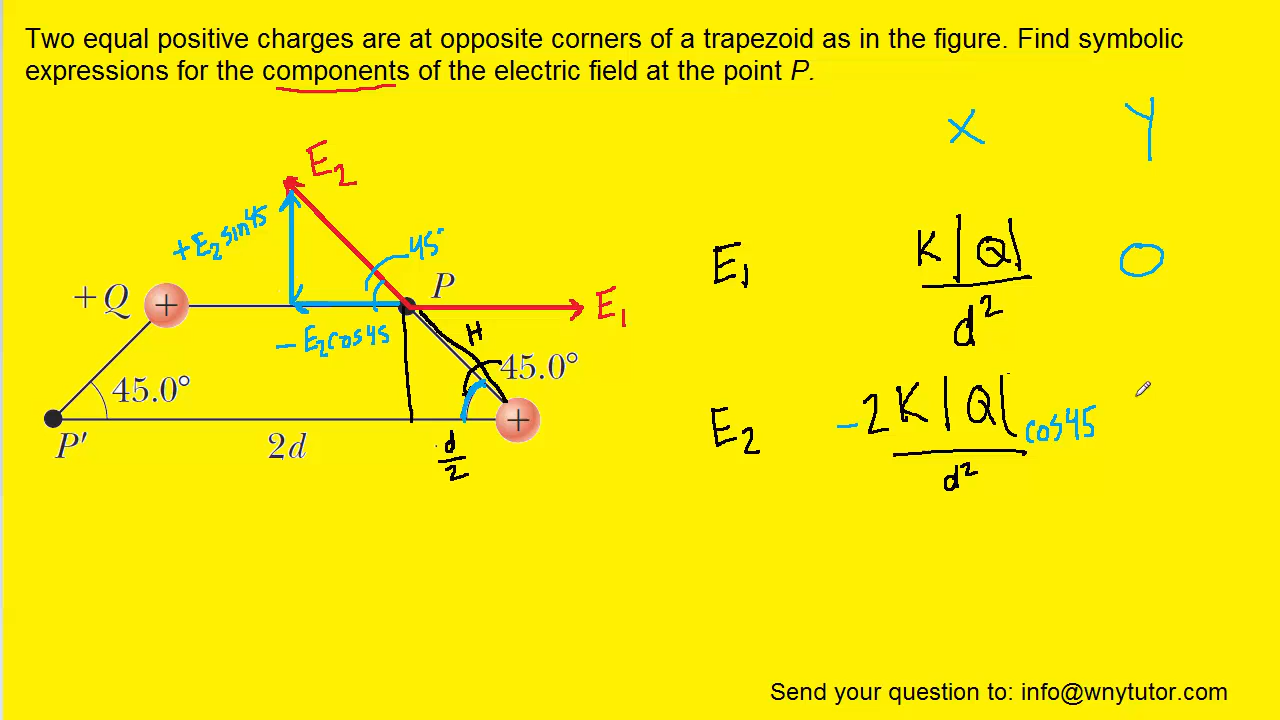 Two equal positive charges are at opposite corners of a trapezoid as in the figure. Find symbolic
expressions for the components of the electric field at the point P.
X Y
E2
+E2 sin45
45°
P
+Q +
E1
E1 K|Q| 0
d²
- E2cos45
H
45.0°
45.0°
+
P′ 2d
d
2
E2 -2K|Q| cos45
d²
Send your question to: info@wnytutor.com